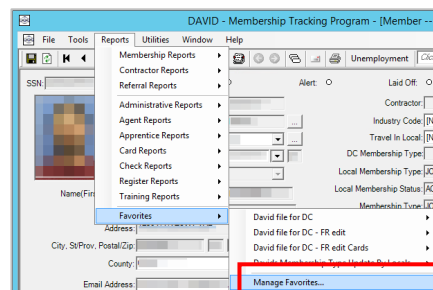 DAVID - Membership Tracking Program - [Member --
File Tools Reports Utilities Window Help
Membership Reports
Contractor Reports
Referral Reports
Administrative Reports
Agent Reports
Apprentice Reports
Card Reports
Check Reports
Register Reports
Training Reports
Favorites
Unemployment
SSN:
Alert:
Laid Off:
Contractor:
Industry Code:
Travel In Local:
DC Membership Type:
Local Membership Type:
Local Membership Status:
Membership Type:
Name(Fir
Address:
City, St/Prov, Postal/Zip:
County:
Email Address:
David file for DC
David file for DC - FR edit
David file for DC - FR edit Cards
Manage Favorites...